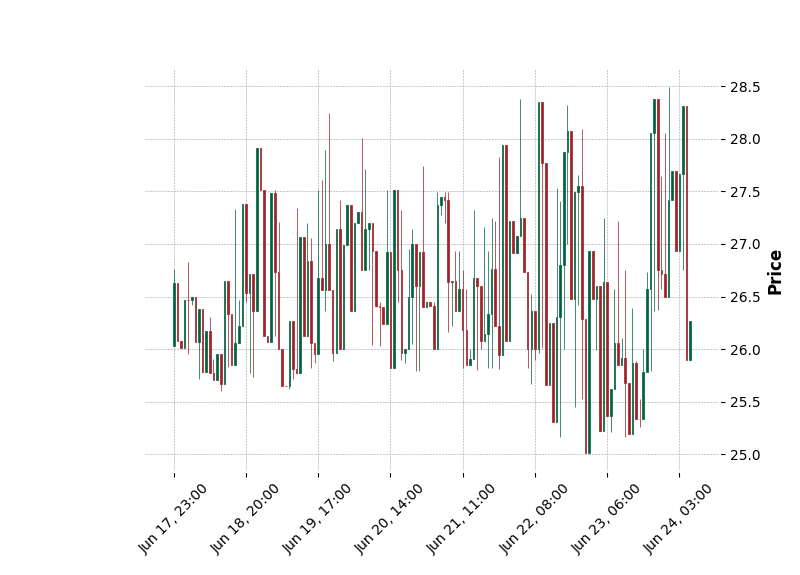 28.5
28.0
27.5
27.0
26.5
26.0
25.5
25.0
Price
Jun 17, 23:00
Jun 18, 20:00
Jun 19, 17:00
Jun 20, 14:00
Jun 21, 11:00
Jun 22, 08:00
Jun 23, 06:00
Jun 24, 03:00